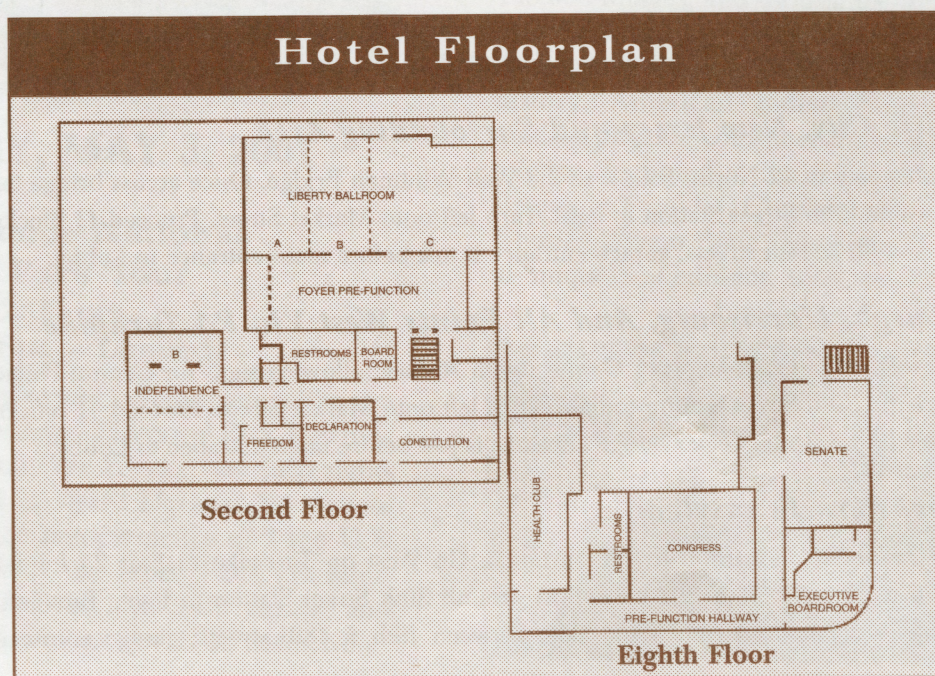 Hotel Floorplan
LIBERTY BALLROOM
A
B
C
FOYER PRE-FUNCTION
RESTROOMS
BOARD
ROOM
B
INDEPENDENCE
FREEDOM
DECLARATION
CONSTITUTION
Second Floor
HEALTH CLUB
RESTROOMS
CONGRESS
SENATE
EXECUTIVE
BOARDROOM
PRE-FUNCTION HALLWAY
Eighth Floor